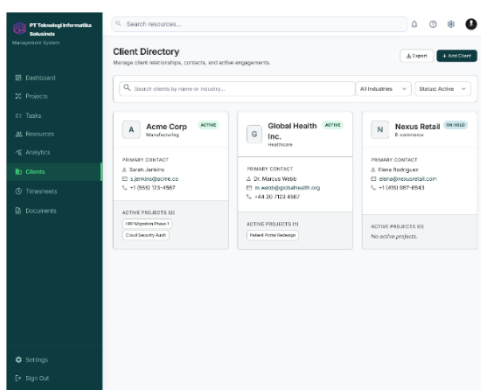 PT Teknologi Informatika
Solusindo
Management System
Dashboard
Projects
Tasks
Resources
Analytics
Clients
Timesheets
Documents
Settings
Sign Out
Search resources...
Client Directory
Manage client relationships, contacts, and active engagements.
Export
+ Add Client
Search clients by name or industry...
All Industries
Status: Active
A
Acme Corp
ACTIVE
Manufacturing
PRIMARY CONTACT
Sarah Jenkins
s.jenkins@acme.co
+1 (555) 123-4567
ACTIVE PROJECTS (2)
ERP Migration Phase 1
Cloud Security Audit
G
Global Health
Inc.
ACTIVE
Healthcare
PRIMARY CONTACT
Dr. Marcus Webb
m.webb@globalhealth.org
+44 20 7123 4567
ACTIVE PROJECTS (1)
Patient Portal Redesign
N
Nexus Retail
ON HOLD
E-commerce
PRIMARY CONTACT
Elena Rodriguez
elena@nexusretail.com
+1 (415) 987-6543
ACTIVE PROJECTS (0)
No active projects.